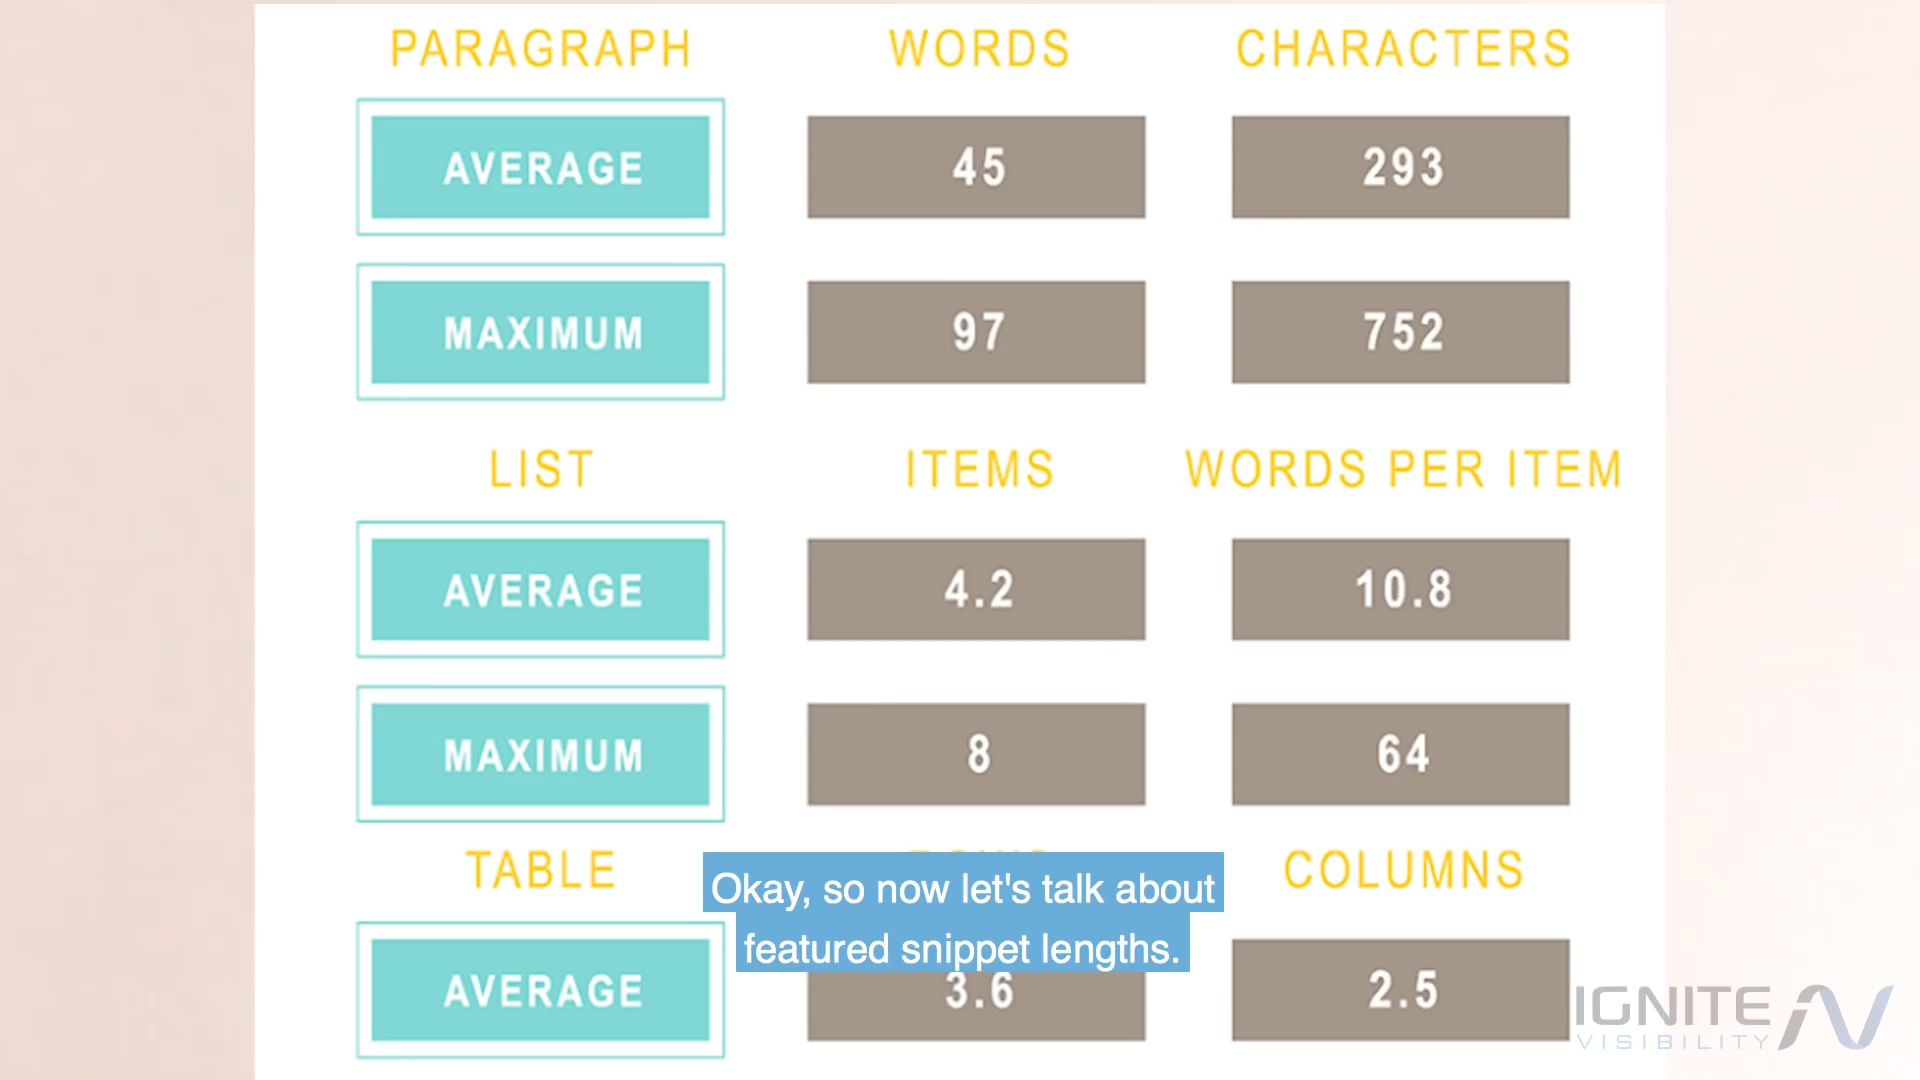 PARAGRAPH WORDS CHARACTERS
AVERAGE 45 293
MAXIMUM 97 752
LIST ITEMS WORDS PER ITEM
AVERAGE 4.2 10.8
MAXIMUM 8 64
TABLE COLUMNS
Okay, so now let's talk about
featured snippet lengths.
AVERAGE 3.6 2.5
IGNITE
VISIBILITY